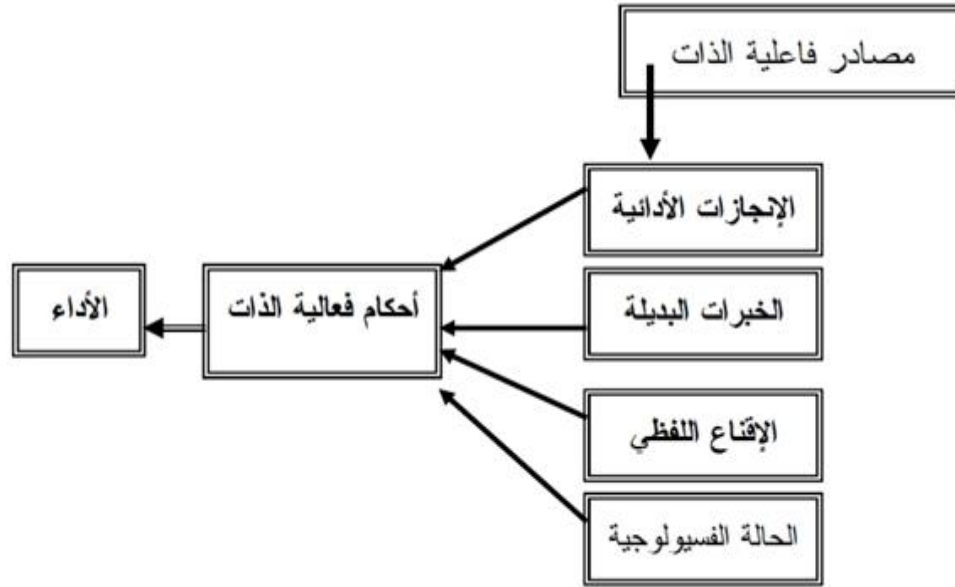 مصادر فاعلية الذات
الإنجازات الأدائية
الخبرات البديلة
الإقناع اللفظي
الحالة الفسيولوجية
أحكام فعالية الذات
الأداء